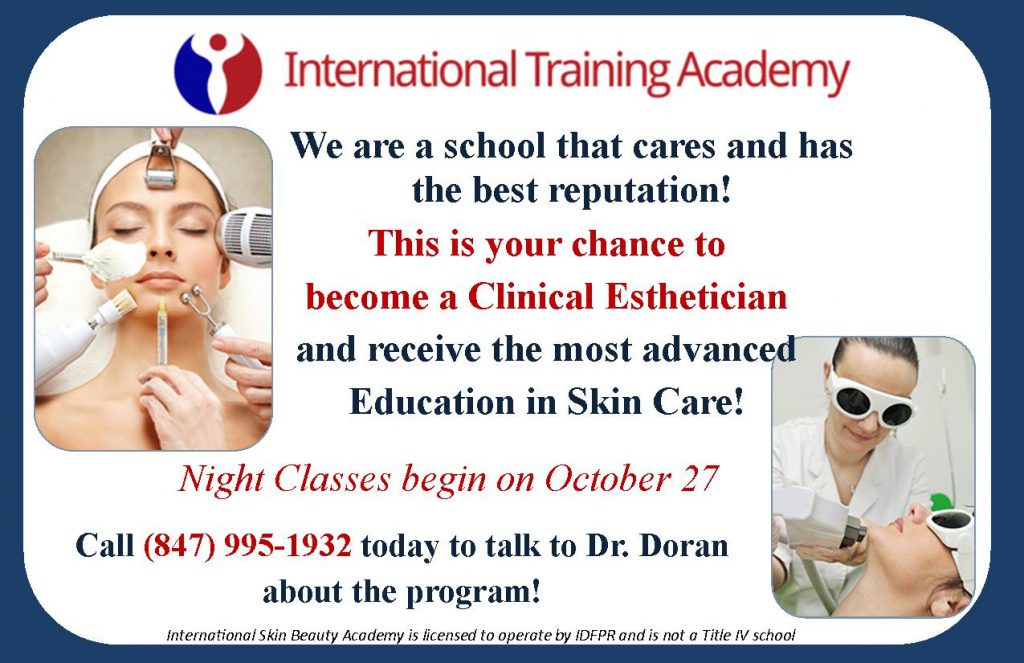 International Training Academy
We are a school that cares and has
the best reputation!
This is your chance to
become a Clinical Esthetician
and receive the most advanced
Education in Skin Care!
Night Classes begin on October 27
Call (847) 995-1932 today to talk to Dr. Doran
about the program!
International Skin Beauty Academy is licensed to operate by IDFPR and is not a Title IV school